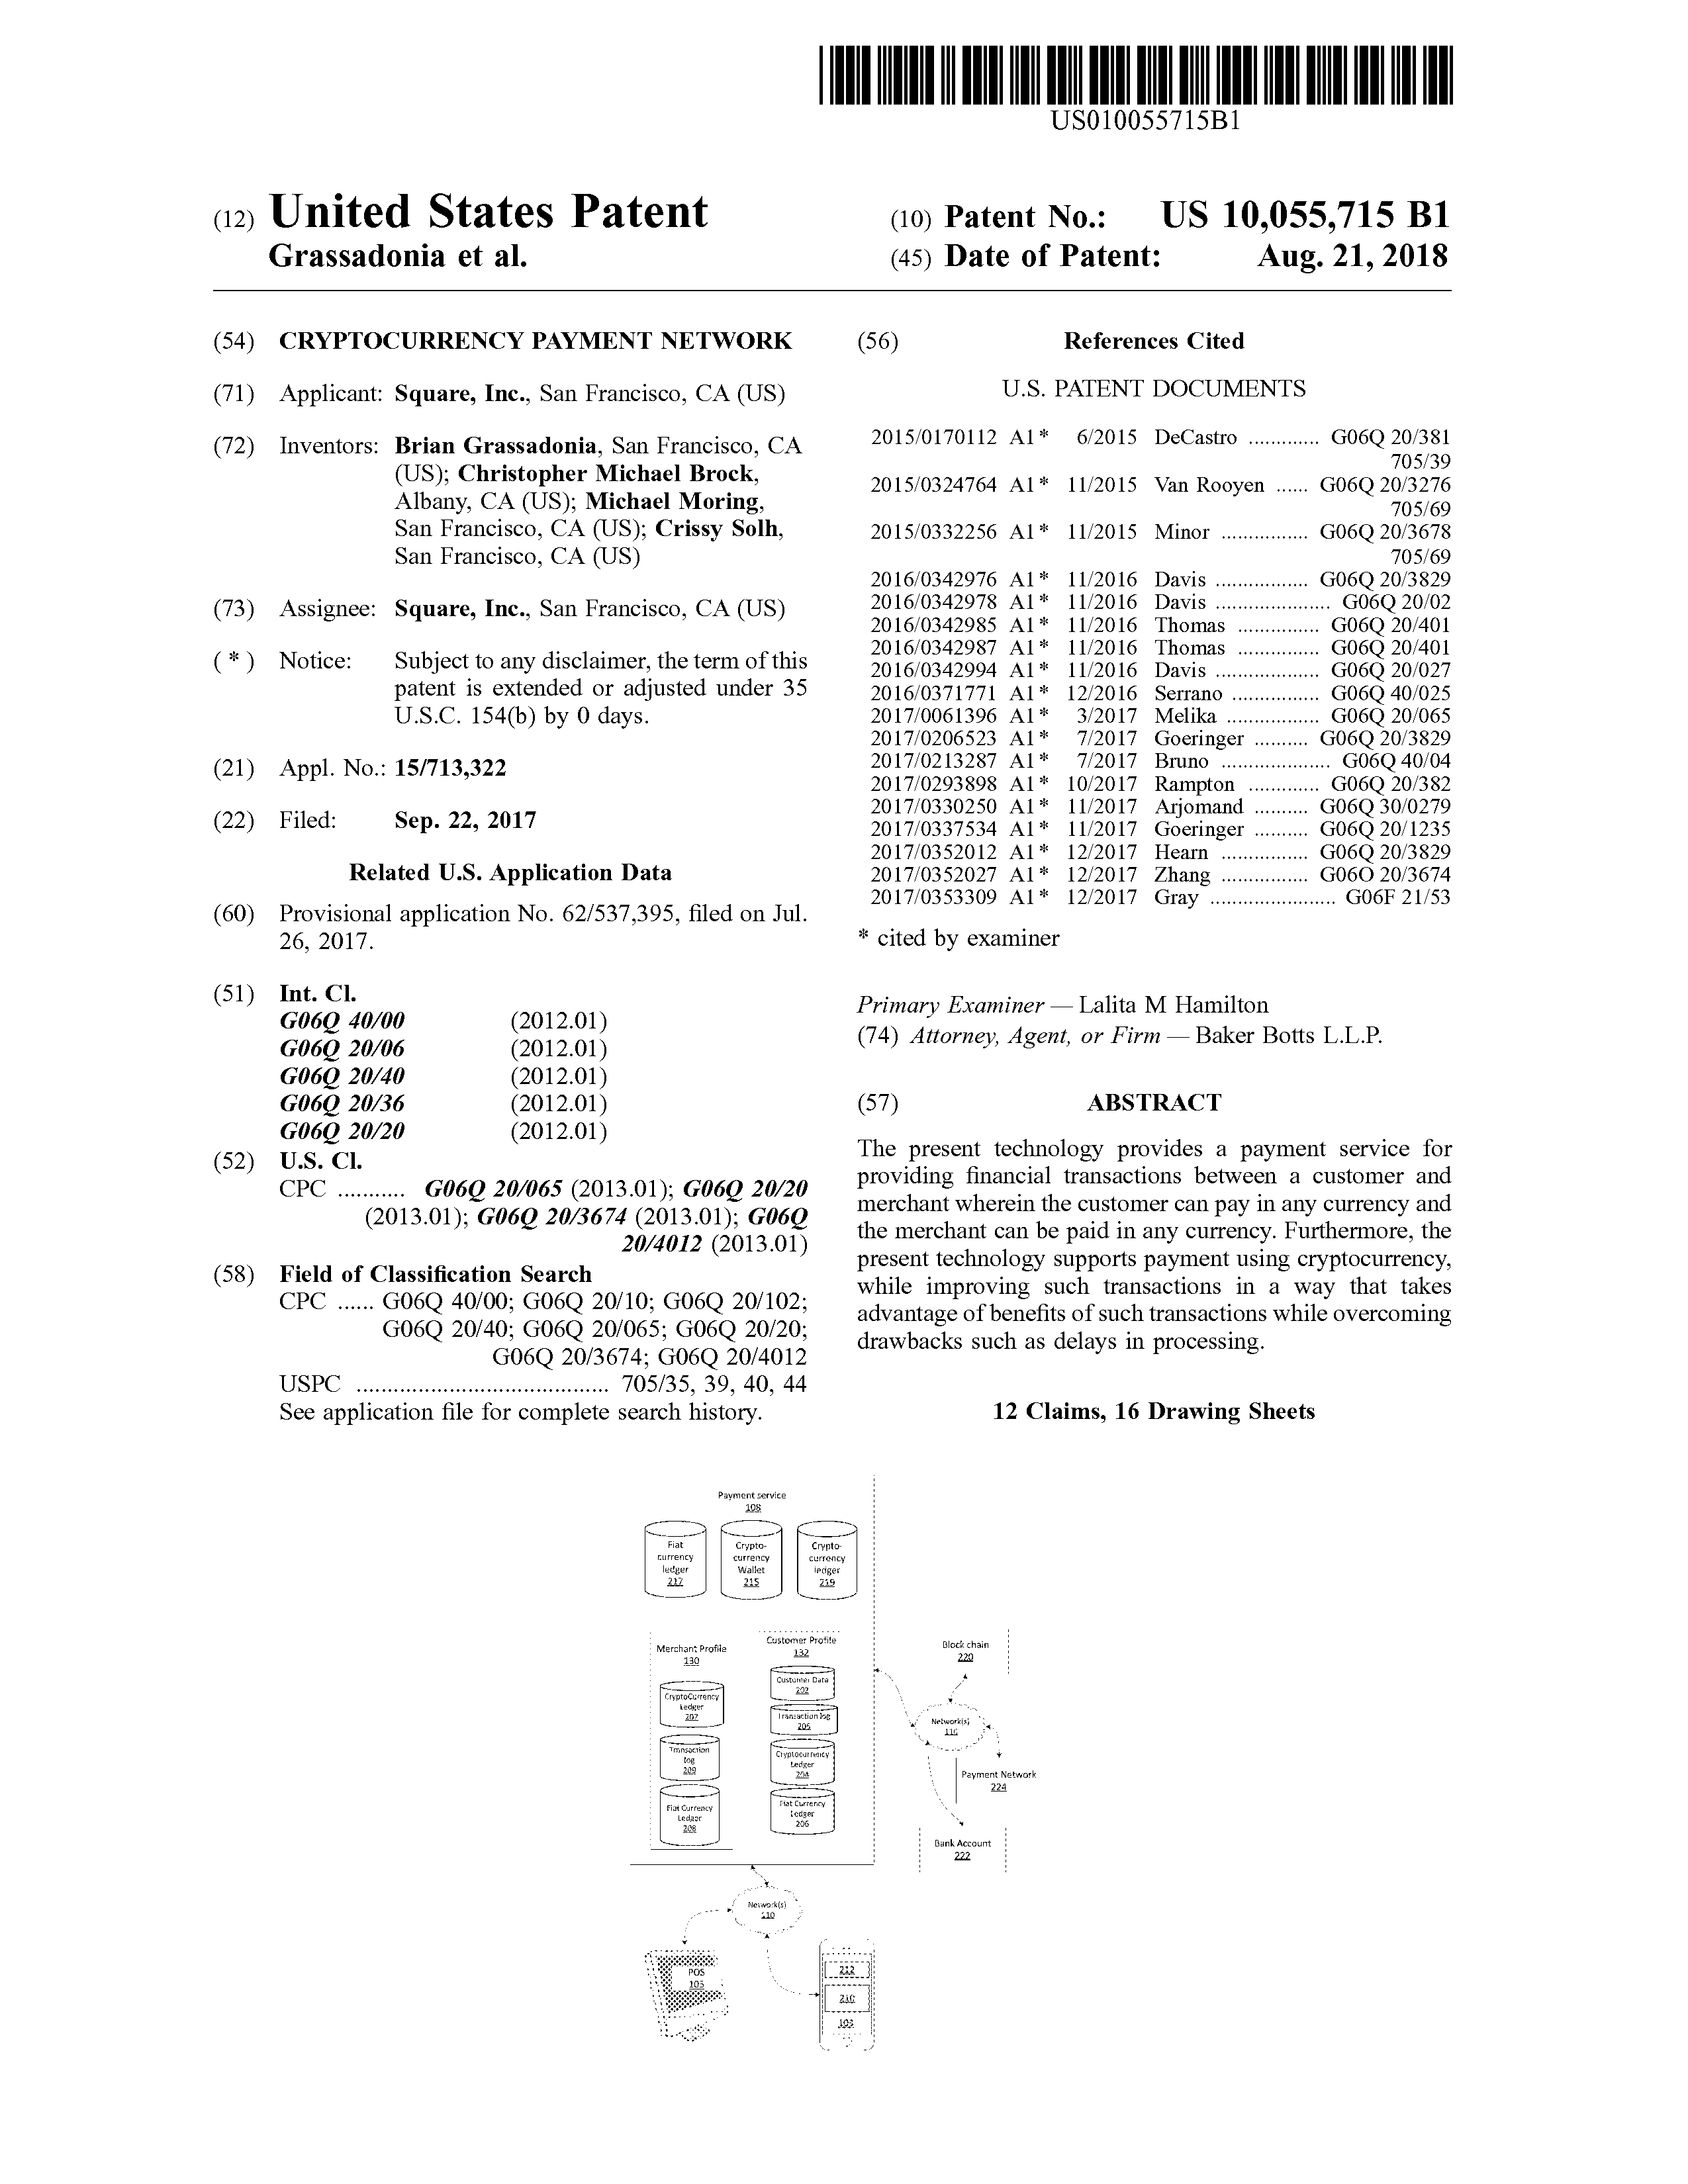 US010055715B1
(12) United States Patent
Grassadonia et al.
(10) Patent No.: US 10,055,715 B1
(45) Date of Patent: Aug. 21, 2018
(54) CRYPTOCURRENCY PAYMENT NETWORK
(71) Applicant: Square, Inc., San Francisco, CA (US)
(72) Inventors: Brian Grassadonia, San Francisco, CA
(US); Christopher Michael Brock,
Albany, CA (US); Michael Moring,
San Francisco, CA (US); Crissy Solh,
San Francisco, CA (US)
(73) Assignee: Square, Inc., San Francisco, CA (US)
( * ) Notice: Subject to any disclaimer, the term of this
patent is extended or adjusted under 35
U.S.C. 154(b) by 0 days.
(21) Appl. No.: 15/713,322
(22) Filed: Sep. 22, 2017
Related U.S. Application Data
(60) Provisional application No. 62/537,395, filed on Jul.
26, 2017.
(51) Int. Cl.
G06Q 40/00 (2012.01)
G06Q 20/06 (2012.01)
G06Q 20/40 (2012.01)
G06Q 20/36 (2012.01)
G06Q 20/20 (2012.01)
(52) U.S. Cl.
CPC ........... G06Q 20/065 (2013.01); G06Q 20/20
(2013.01); G06Q 20/3674 (2013.01); G06Q
20/4012 (2013.01)
(58) Field of Classification Search
CPC ...... G06Q 40/00; G06Q 20/10; G06Q 20/102;
G06Q 20/40; G06Q 20/065; G06Q 20/20;
G06Q 20/3674; G06Q 20/4012
USPC ......................................... 705/35, 39, 40, 44
See application file for complete search history.
(56) References Cited
U.S. PATENT DOCUMENTS
2015/0170112 A1* 6/2015 DeCastro ............ G06Q 20/381
705/39
2015/0324764 A1* 11/2015 Van Rooyen ...... G06Q 20/3276
705/69
2015/0332256 A1* 11/2015 Minor ................ G06Q 20/3678
705/69
2016/0342976 A1* 11/2016 Davis ................. G06Q 20/3829
2016/0342978 A1* 11/2016 Davis ..................... G06Q 20/02
2016/0342985 A1* 11/2016 Thomas ............... G06Q 20/401
2016/0342987 A1* 11/2016 Thomas ............... G06Q 20/401
2016/0342994 A1* 11/2016 Davis ................... G06Q 20/027
2016/0371771 A1* 12/2016 Serrano ................ G06Q 40/025
2017/0061396 A1* 3/2017 Melika ................. G06Q 20/065
2017/0206523 A1* 7/2017 Goeringer .......... G06Q 20/3829
2017/0213287 A1* 7/2017 Bruno .................... G06Q 40/04
2017/0293898 A1* 10/2017 Rampton ............. G06Q 20/382
2017/0330250 A1* 11/2017 Arjomand .......... G06Q 30/0279
2017/0337534 A1* 11/2017 Goeringer .......... G06Q 20/1235
2017/0352012 A1* 12/2017 Hearn ................ G06Q 20/3829
2017/0352027 A1* 12/2017 Zhang ................ G06O 20/3674
2017/0353309 A1* 12/2017 Gray ....................... G06F 21/53
* cited by examiner
Primary Examiner — Lalita M Hamilton
(74) Attorney, Agent, or Firm — Baker Botts L.L.P.
(57) ABSTRACT
The present technology provides a payment service for
providing financial transactions between a customer and
merchant wherein the customer can pay in any currency and
the merchant can be paid in any currency. Furthermore, the
present technology supports payment using cryptocurrency,
while improving such transactions in a way that takes
advantage of benefits of such transactions while overcoming
drawbacks such as delays in processing.
12 Claims, 16 Drawing Sheets
Payment service
108
Fiat
currency
ledger
217
Crypto-
currency
Wallet
215
Crypto-
currency
ledger
219
Merchant Profile
130
CryptoCurrency
Ledger
207
Transaction
log
209
Fiat Currency
Ledger
208
Customer Profile
132
Customer Data
202
Transaction log
205
Cryptocurrency
Ledger
204
Fiat Currency
Ledger
206
Block chain
220
Network(s)
110
Payment Network
224
Bank Account
222
Network(s)
110
POS
105
212
210
103